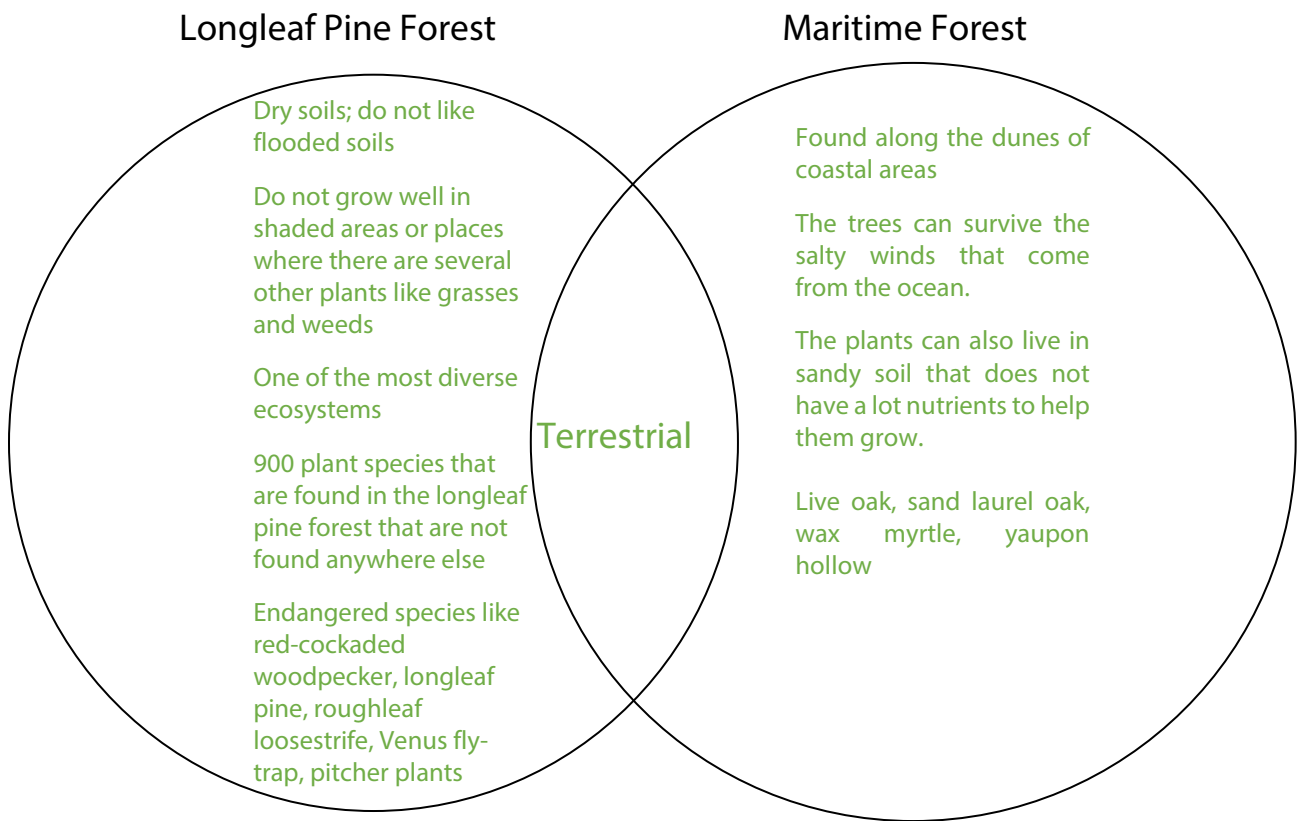 Longleaf Pine Forest
Maritime Forest
Dry soils; do not like
flooded soils
Do not grow well in
shaded areas or places
where there are several
other plants like grasses
and weeds
One of the most diverse
ecosystems
900 plant species that
are found in the longleaf
pine forest that are not
found anywhere else
Endangered species like
red-cockaded
woodpecker, longleaf
pine, roughleaf
loosestrife, Venus fly-
trap, pitcher plants
Terrestrial
Found along the dunes of
coastal areas
The trees can survive the
salty winds that come
from the ocean.
The plants can also live in
sandy soil that does not
have a lot nutrients to help
them grow.
Live oak, sand laurel oak,
wax myrtle, yaupon
hollow